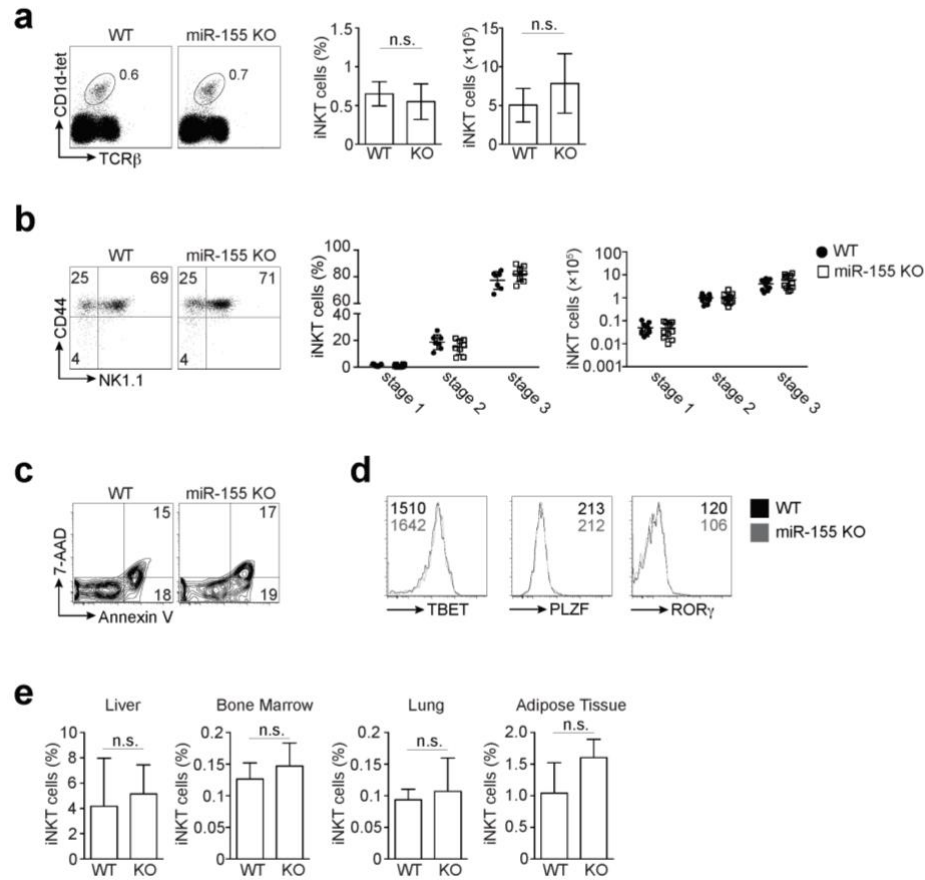 a
WT
miR-155 KO
CD1d-tet
TCRβ
0.6
0.7
iNKT cells (%)
1.5
1
0.5
0
n.s.
WT
KO
iNKT cells (×10⁵)
15
10
5
0
n.s.
WT
KO
b
WT
miR-155 KO
CD44
NK1.1
25
69
4
25
71
4
iNKT cells (%)
100
80
60
40
20
0
stage 1
stage 2
stage 3
iNKT cells (×10⁵)
100
10
1
0.1
0.01
0.001
stage 1
stage 2
stage 3
WT
miR-155 KO
c
WT
miR-155 KO
7-AAD
Annexin V
15
18
17
19
d
1510
1642
TBET
213
212
PLZF
120
106
RORγ
WT
miR-155 KO
e
Liver
iNKT cells (%)
10
8
6
4
2
0
n.s.
WT
KO
Bone Marrow
iNKT cells (%)
0.2
0.15
0.1
0.05
0
n.s.
WT
KO
Lung
iNKT cells (%)
0.2
0.15
0.1
0.05
0
n.s.
WT
KO
Adipose Tissue
iNKT cells (%)
2.0
1.5
1.0
0.5
0
n.s.
WT
KO